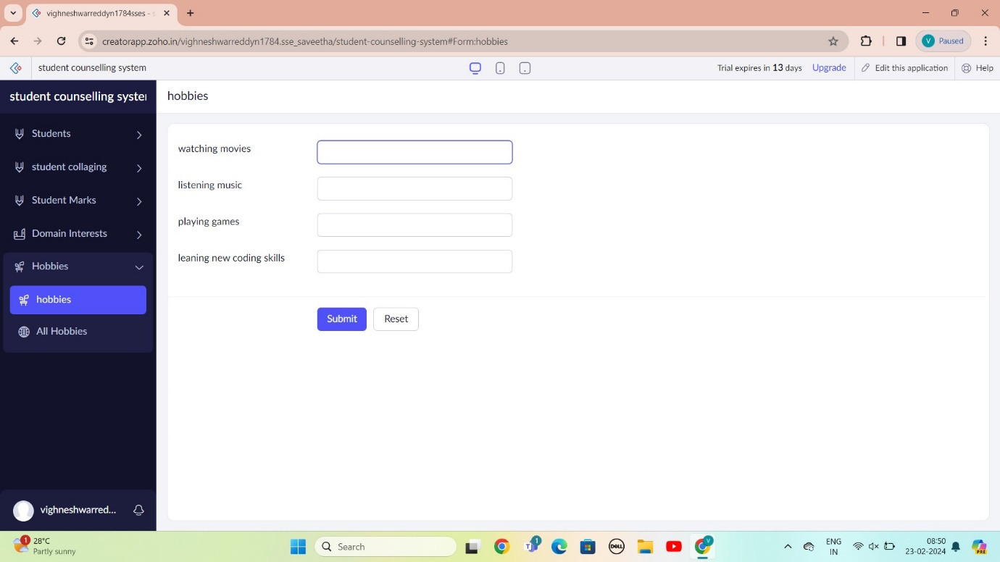 vighneshwarreddyn1784sses - s
creatorapp.zoho.in/vighneshwarreddyn1784.sse_saveetha/student-counselling-system#Form:hobbies
V Paused
student counselling system
Trial expires in 13 days Upgrade Edit this application Help
student counselling syster
hobbies
Students
student collaging
Student Marks
Domain Interests
Hobbies
hobbies
All Hobbies
watching movies
listening music
playing games
leaning new coding skills
Submit Reset
vighneshwarred...
1 28°C
Partly sunny
Search
1
DELL
V
ENG
IN
08:50
23-02-2024
PRE